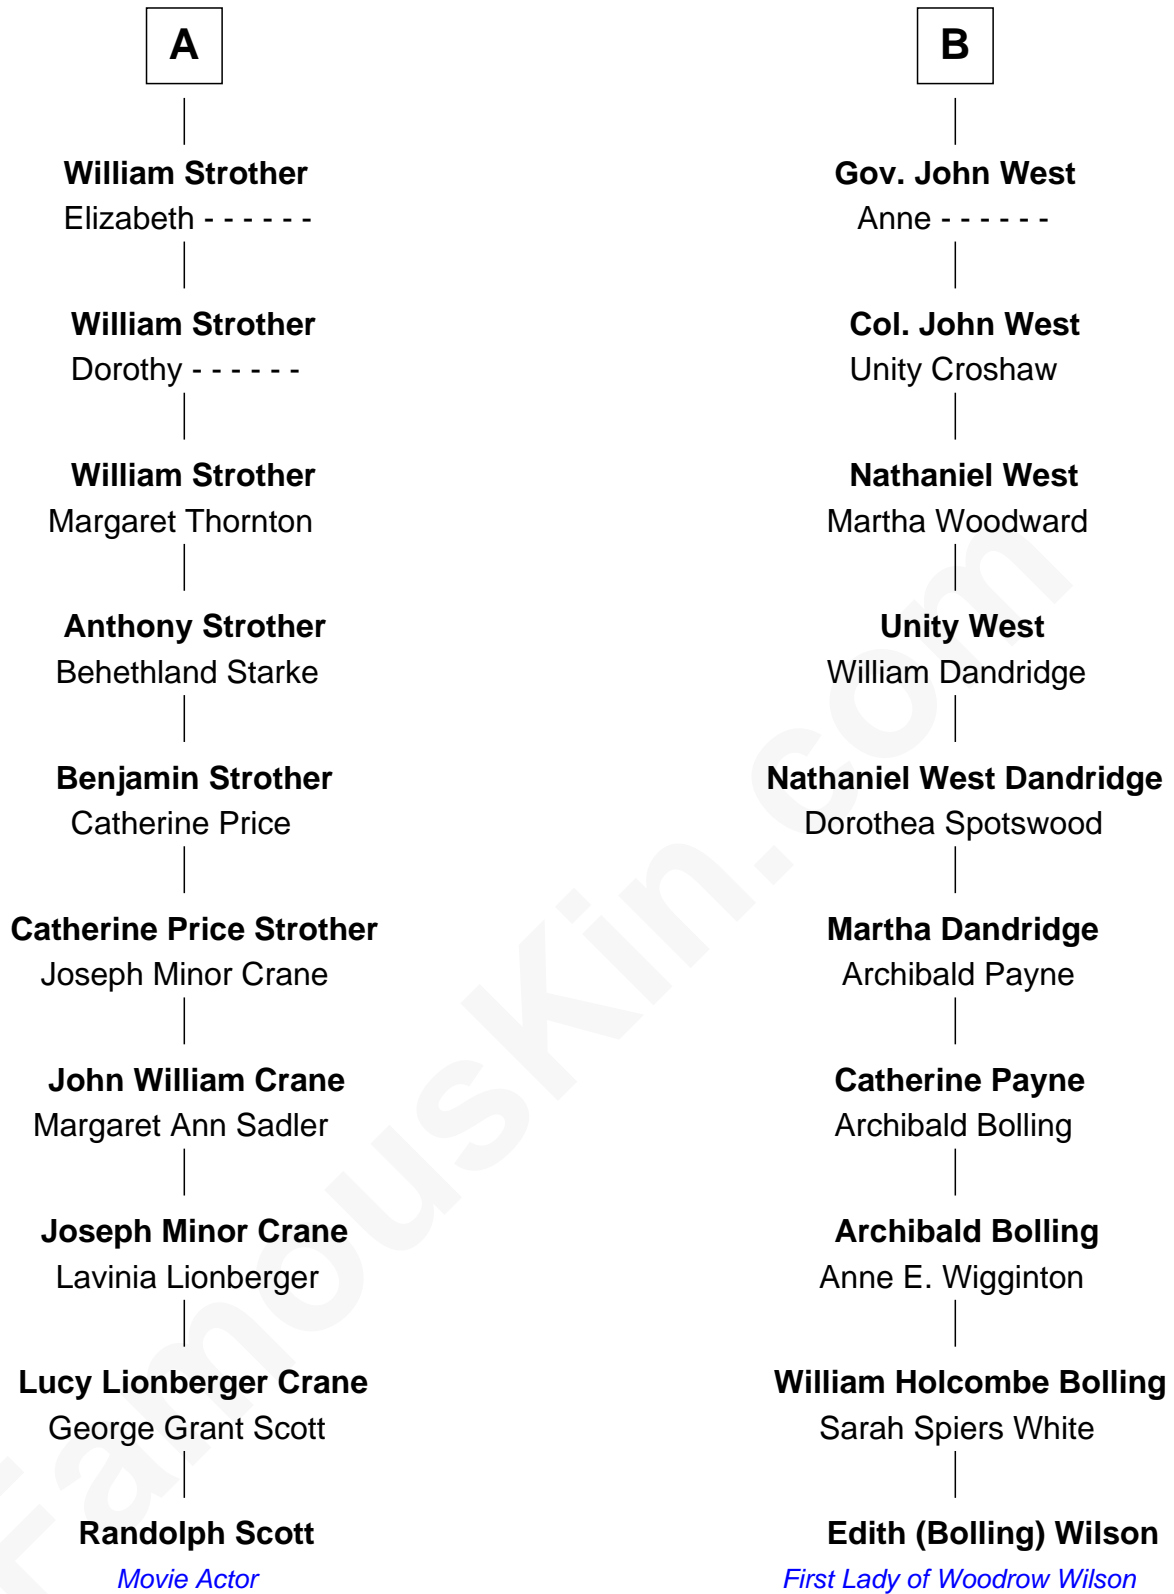 A
William Strother
Elizabeth - - - - - -
William Strother
Dorothy - - - - - -
William Strother
Margaret Thornton
Anthony Strother
Behethland Starke
Benjamin Strother
Catherine Price
Catherine Price Strother
Joseph Minor Crane
John William Crane
Margaret Ann Sadler
Joseph Minor Crane
Lavinia Lionberger
Lucy Lionberger Crane
George Grant Scott
Randolph Scott
Movie Actor
B
Gov. John West
Anne - - - - - -
Col. John West
Unity Croshaw
Nathaniel West
Martha Woodward
Unity West
William Dandridge
Nathaniel West Dandridge
Dorothea Spotswood
Martha Dandridge
Archibald Payne
Catherine Payne
Archibald Bolling
Archibald Bolling
Anne E. Wigginton
William Holcombe Bolling
Sarah Spiers White
Edith (Bolling) Wilson
First Lady of Woodrow Wilson
FamousKin.com